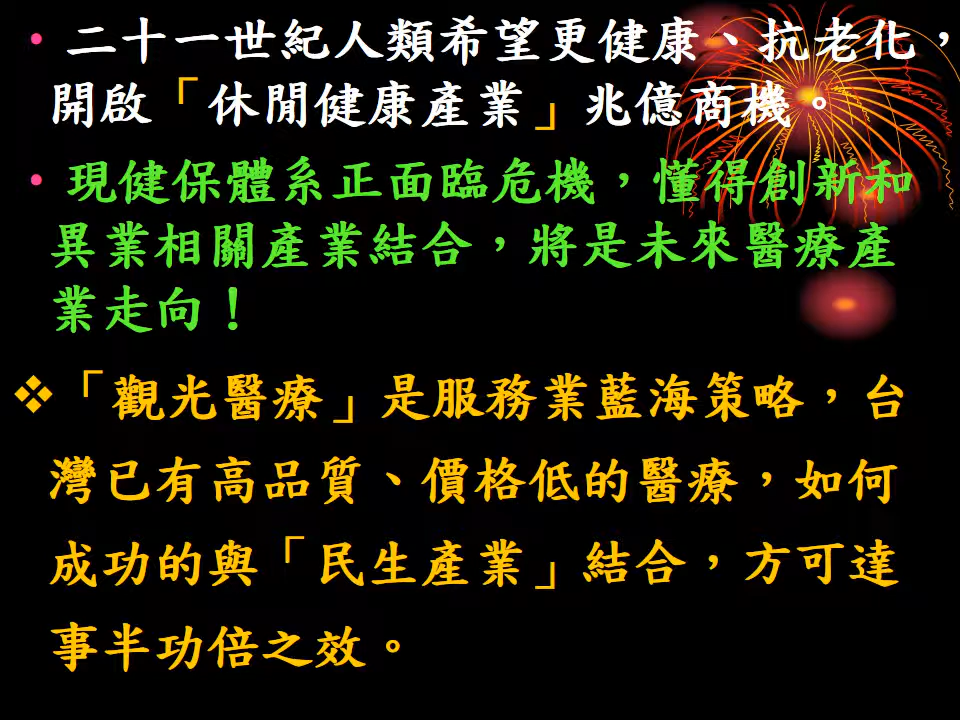 • 二十一世紀人類希望更健康、抗老化，
開啟「休閒健康產業」兆億商機。
• 現健保體系正面臨危機，懂得創新和
異業相關產業結合，將是未來醫療產
業走向！
❖「觀光醫療」是服務業藍海策略，台
灣已有高品質、價格低的醫療，如何
成功的與「民生產業」結合，方可達
事半功倍之效。